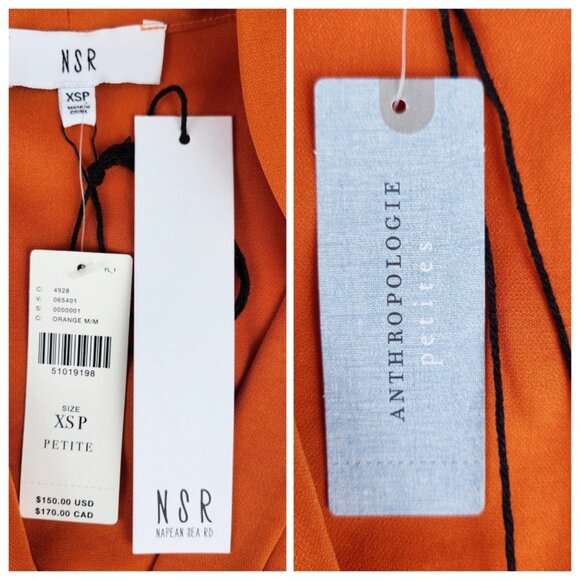 NSR
XSP
MADE IN
CHINA
FL_1
D: 4928
V: 065401
S: 0000001
C: ORANGE M/M
51019198
SIZE
XSP
PETITE
$150.00 USD
$170.00 CAD
NSR
NAPEAN SEA RD
ANTHROPOLOGIE
petites